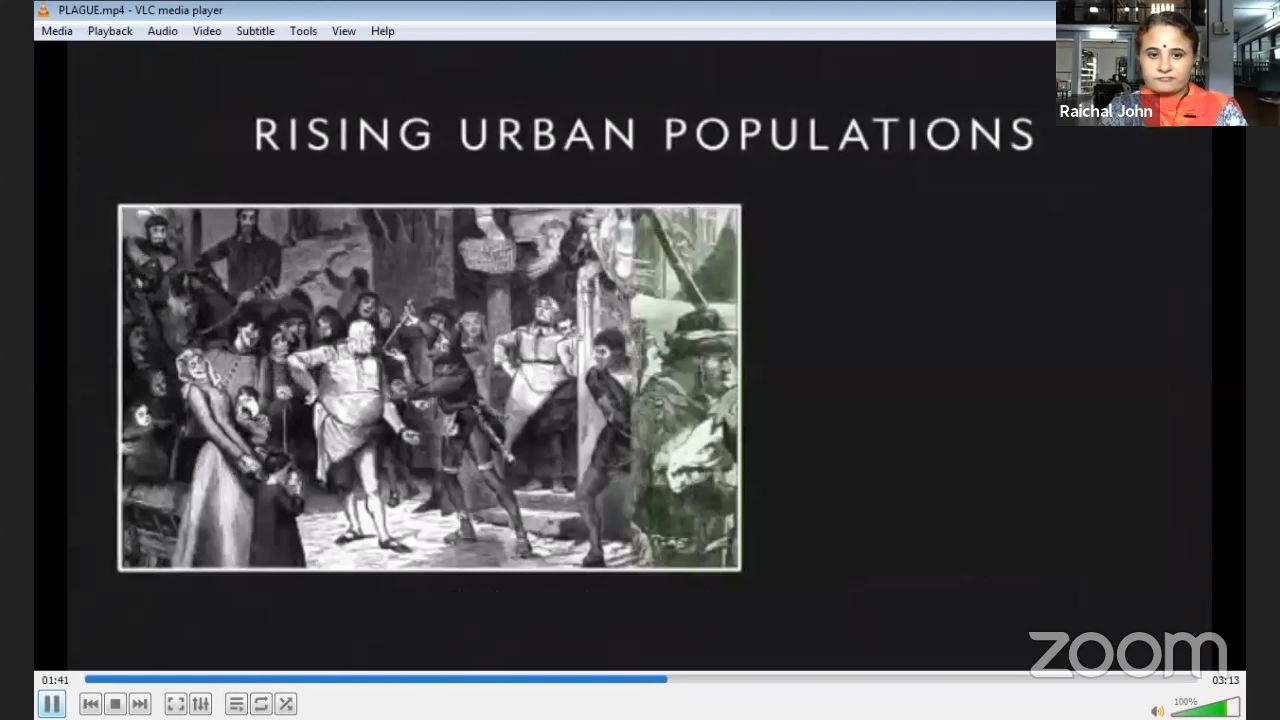 PLAGUE.mp4 - VLC media player
Media Playback Audio Video Subtitle Tools View Help
Raichal John
RISING URBAN POPULATIONS
zoom
01:41
03:13
100%